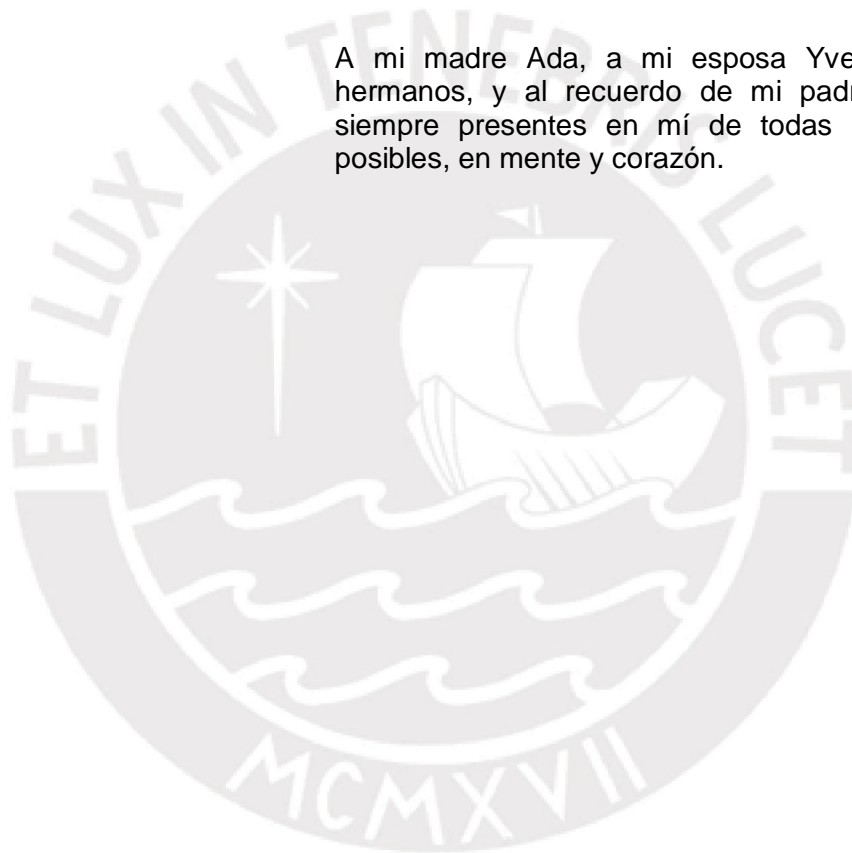 A mi madre Ada, a mi esposa
hermanos, y al recuerdo de mi
siempre presentes en mí de todas
posibles, en mente y corazón.
ET LUX IN TENEBRIS LUCET
MCMXVII